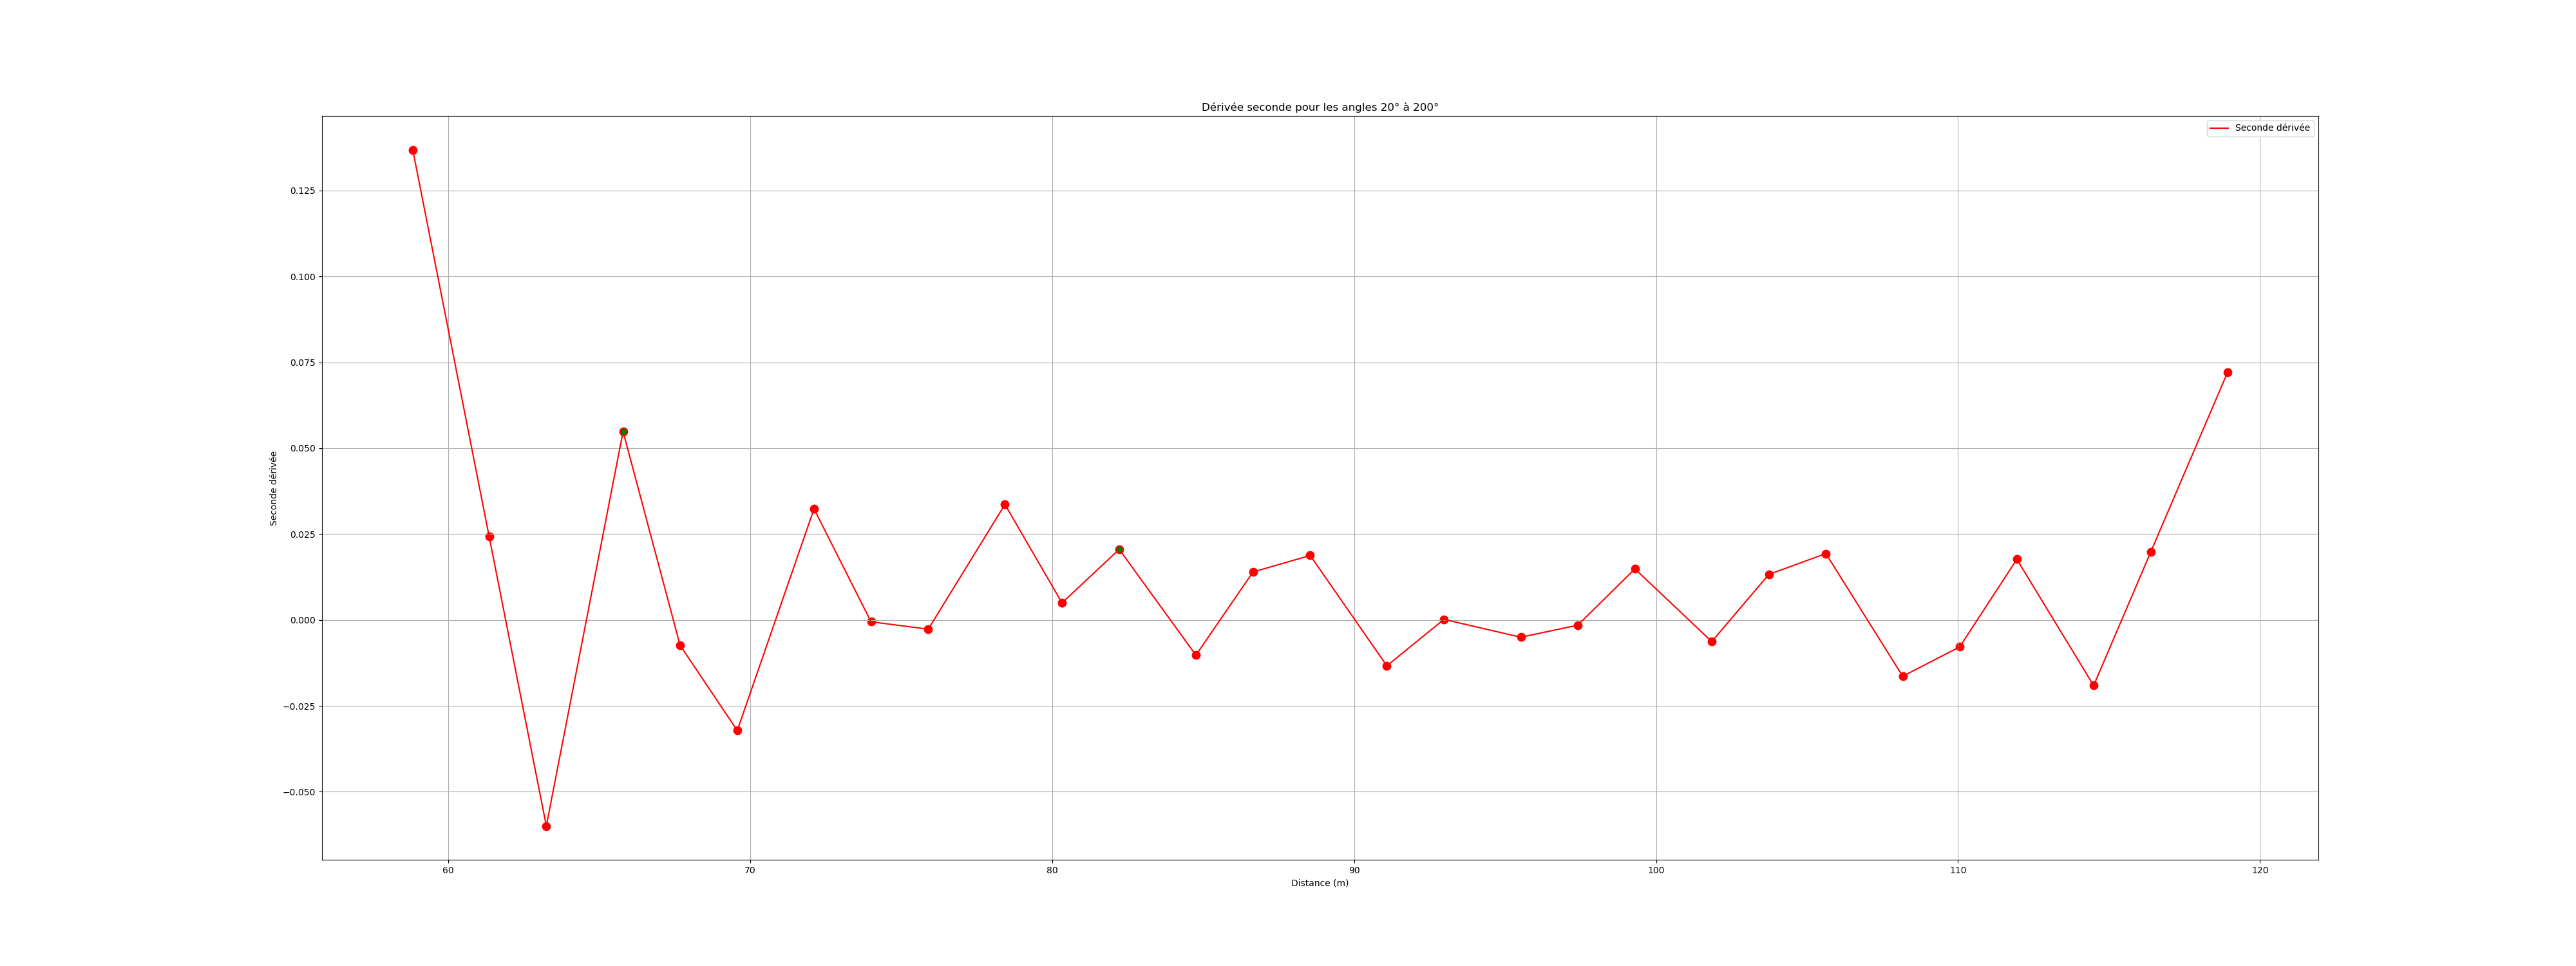 Dérivée seconde pour les angles 20° à 200°
Seconde dérivée
0.125
0.100
0.075
0.050
0.025
0.000
−0.025
−0.050
Seconde dérivée
60 70 80 90 100 110 120
Distance (m)